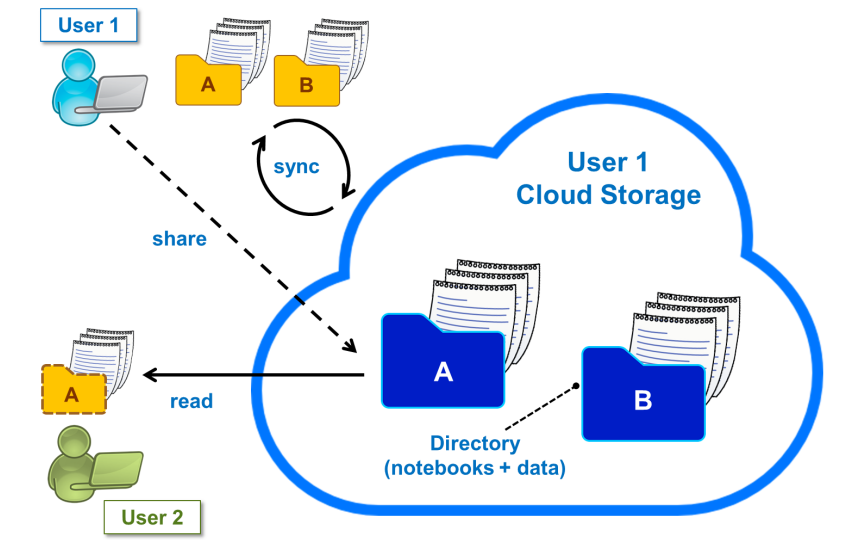 User 1
A
B
sync
User 1
Cloud Storage
share
A
B
A
read
Directory
(notebooks + data)
User 2